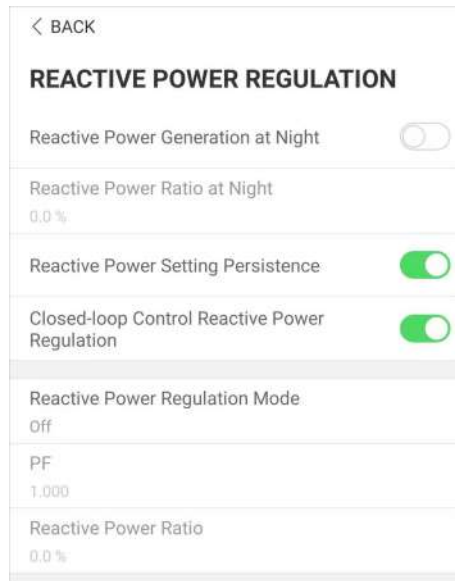 < BACK
REACTIVE POWER REGULATION
Reactive Power Generation at Night
Reactive Power Ratio at Night
0.0 %
Reactive Power Setting Persistence
Closed-loop Control Reactive Power
Regulation
Reactive Power Regulation Mode
Off
PF
1.000
Reactive Power Ratio
0.0 %